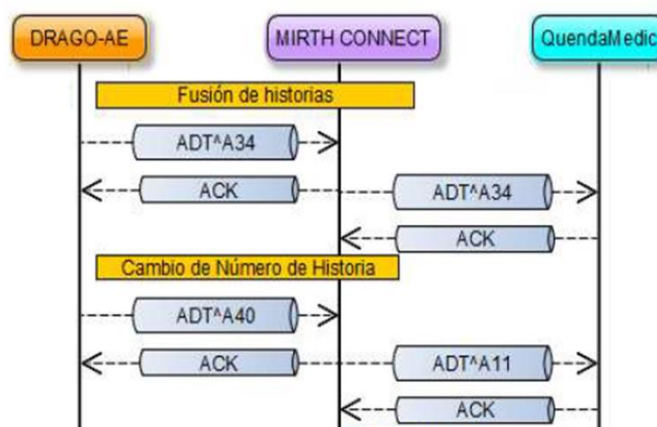 DRAGO-AE
MIRTH CONNECT
QuendaMedic
Fusión de historias
ADT^A34
ACK
ADT^A34
ACK
Cambio de Número de Historia
ADT^A40
ACK
ADT^A11
ACK